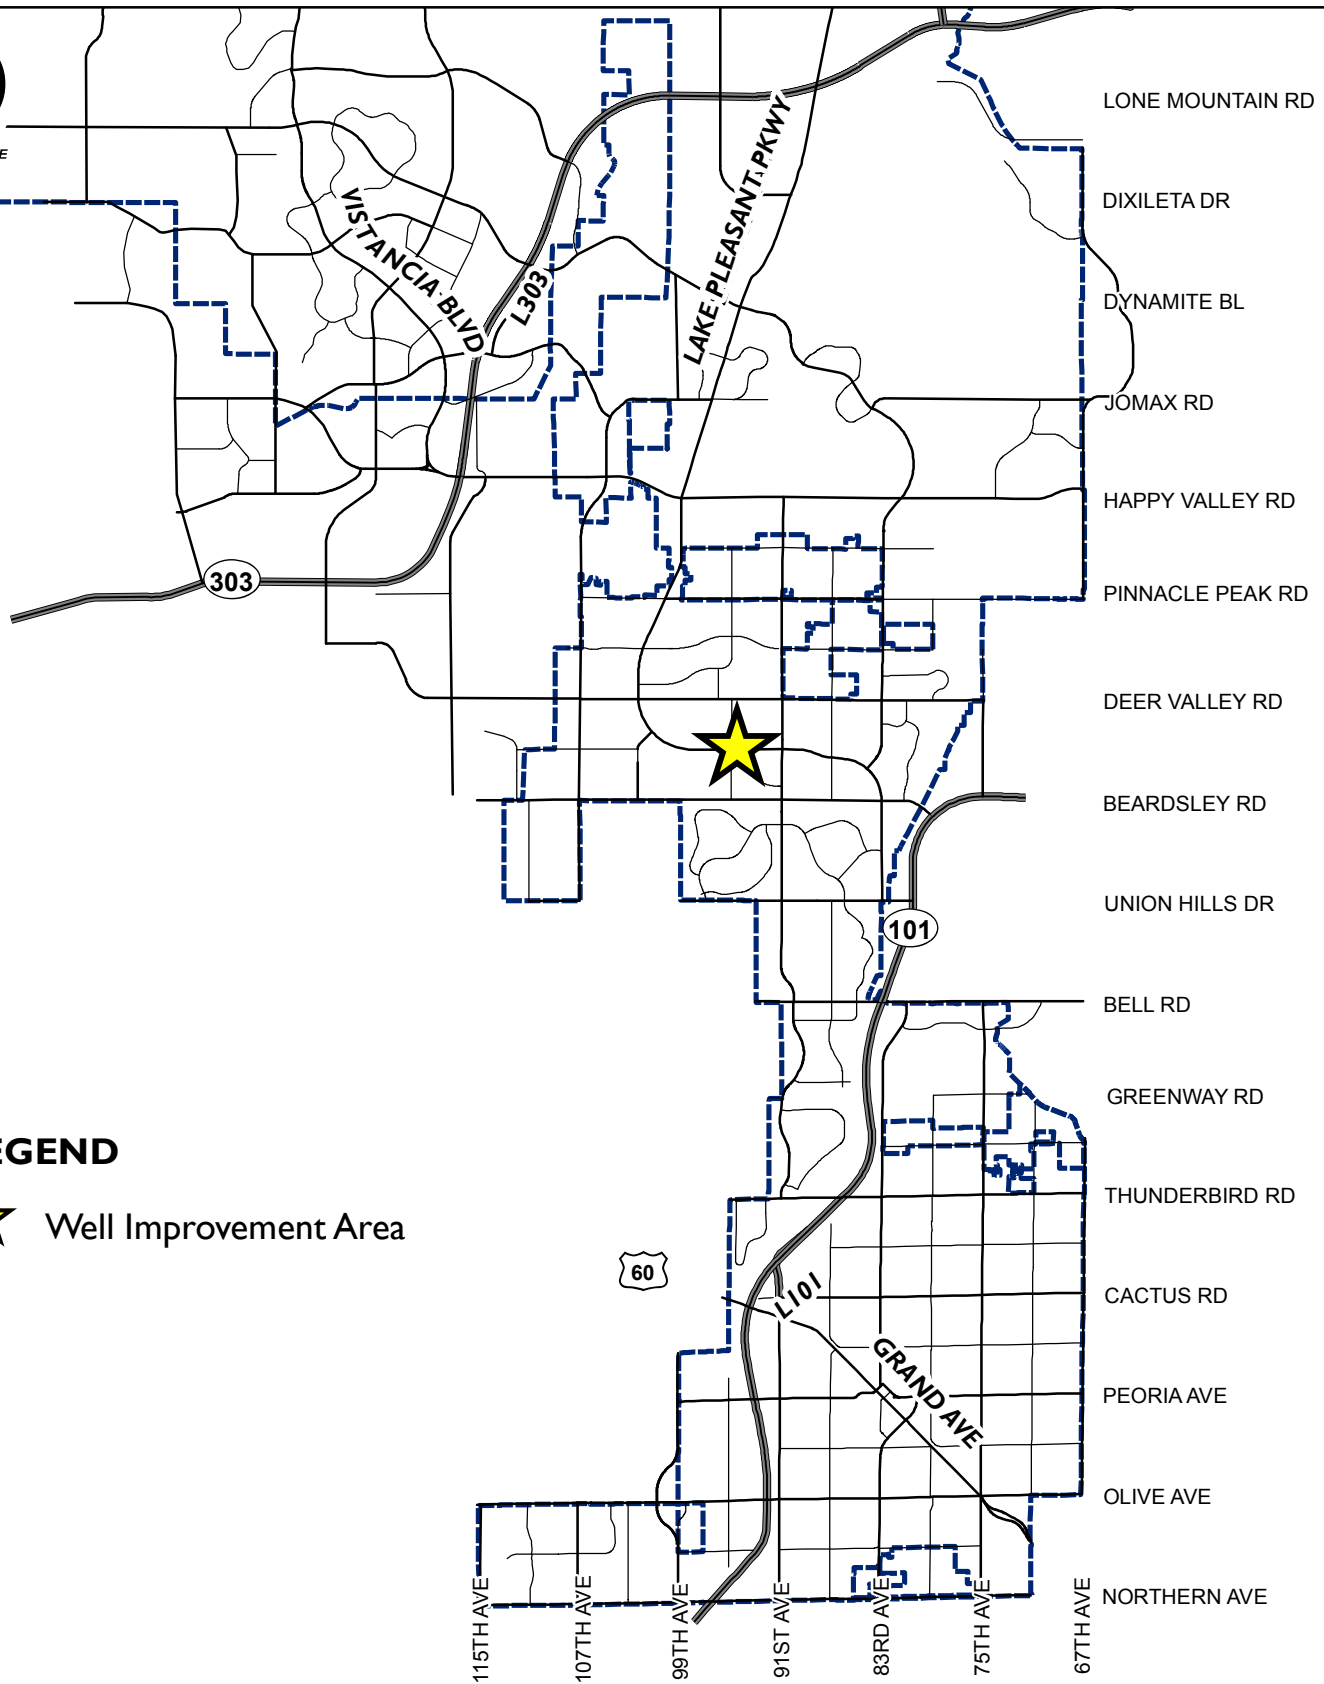 LONE MOUNTAIN RD
E
DIXILETA DR
VISTANCIA BLVD
L303
LAKE PLEASANT PKWY
DYNAMITE BL
JOMAX RD
HAPPY VALLEY RD
303
PINNACLE PEAK RD
DEER VALLEY RD
BEARDSLEY RD
UNION HILLS DR
101
BELL RD
GREENWAY RD
EGEND
THUNDERBIRD RD
Well Improvement Area
60
L101
CACTUS RD
GRAND AVE
PEORIA AVE
OLIVE AVE
NORTHERN AVE
115TH AVE
107TH AVE
99TH AVE
91ST AVE
83RD AVE
75TH AVE
67TH AVE